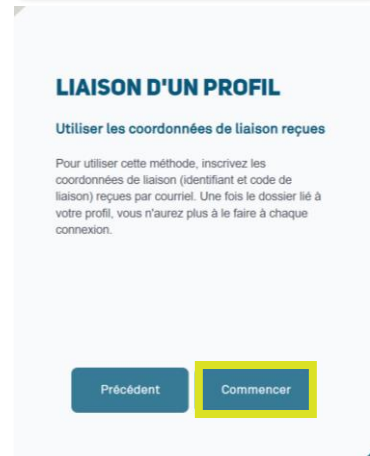 LIAISON D'UN PROFIL
Utiliser les coordonnées de liaison reçues
Pour utiliser cette méthode, inscrivez les
coordonnées de liaison (identifiant et code de
liaison) reçues par courriel. Une fois le dossier lié à
votre profil, vous n'aurez plus à le faire à chaque
connexion.
Précédent
Commencer